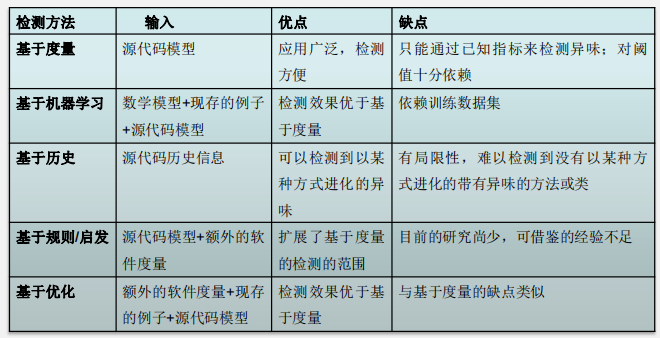 检测方法 输入 优点 缺点
基于度量 源代码模型 应用广泛，检测 只能通过已知指标来检测异味；对阈
方便 值十分依赖
基于机器学习 数学模型+现存的例子 检测效果优于基 依赖训练数据集
+源代码模型 于度量
基于历史 源代码历史信息 可以检测到以某 有局限性，难以检测到没有以某种方
种方式进化的异 式进化的带有异味的方法或类
味
基于规则/启发 源代码模型+额外的软 扩展了基于度量 目前的研究尚少，可借鉴的经验不足
件度量 的检测的范围
基于优化 额外的软件度量+现存 检测效果优于基 与基于度量的缺点类似
的例子+源代码模型 于度量